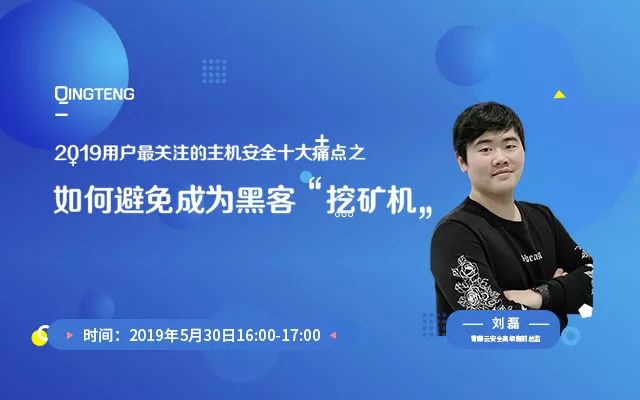 QINGTENG
2019用户最关注的主机安全十大痛点之
如何避免成为黑客“挖矿机„
时间：2019年5月30日16:00-17:00
刘磊
青藤云安全高级售前总监